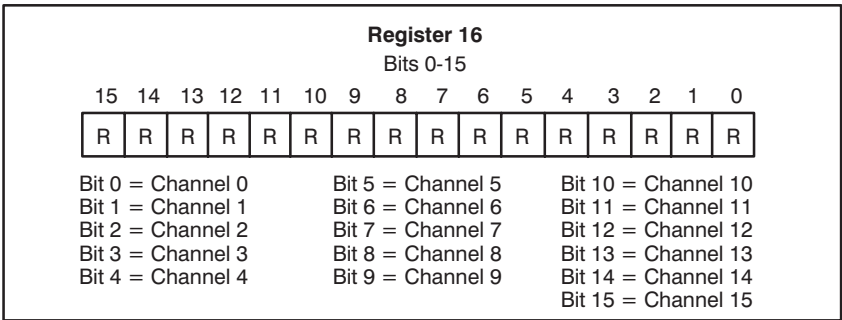 Register 16
Bits 0-15
15 14 13 12 11 10 9 8 7 6 5 4 3 2 1 0
R R R R R R R R R R R R R R R R
Bit 0 = Channel 0
Bit 1 = Channel 1
Bit 2 = Channel 2
Bit 3 = Channel 3
Bit 4 = Channel 4
Bit 5 = Channel 5
Bit 6 = Channel 6
Bit 7 = Channel 7
Bit 8 = Channel 8
Bit 9 = Channel 9
Bit 10 = Channel 10
Bit 11 = Channel 11
Bit 12 = Channel 12
Bit 13 = Channel 13
Bit 14 = Channel 14
Bit 15 = Channel 15